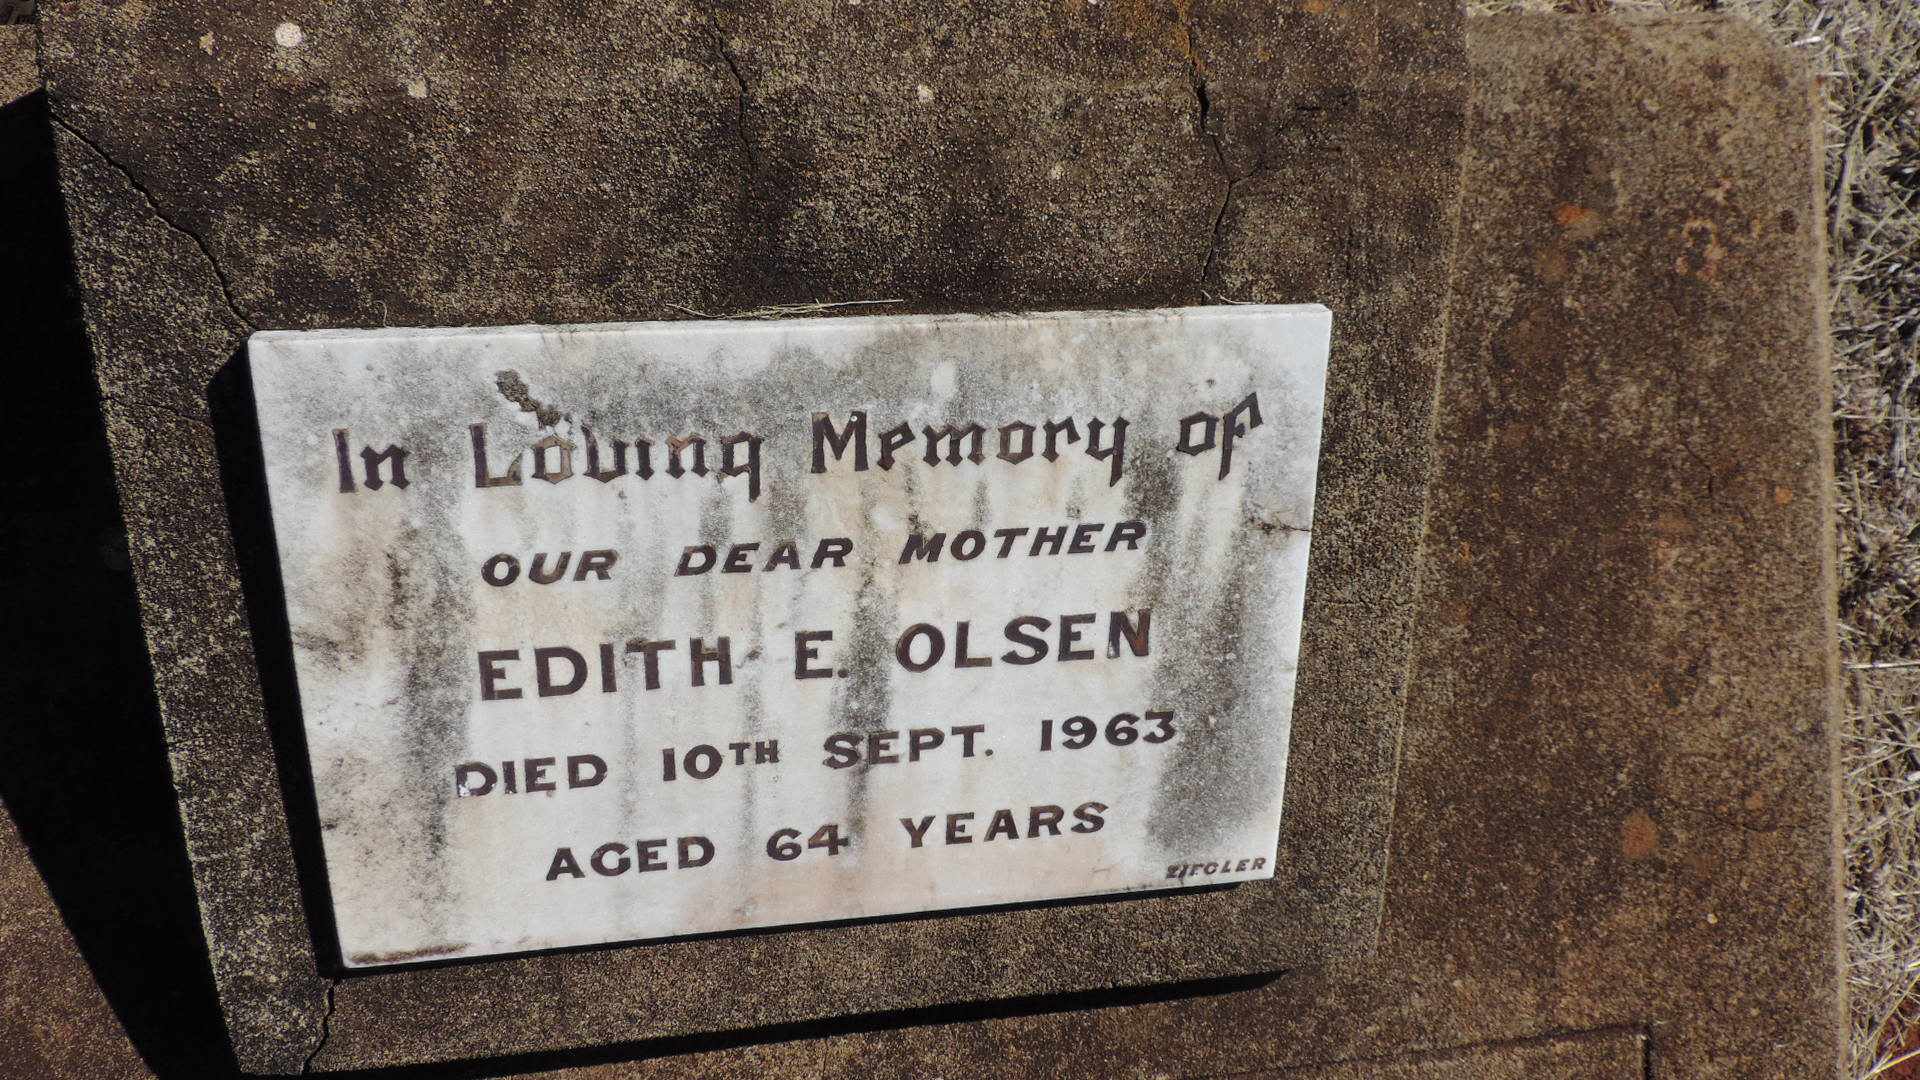 In Loving Memory of
OUR DEAR MOTHER
EDITH E. OLSEN
DIED 10TH SEPT. 1963
AGED 64 YEARS
ZIEGLER